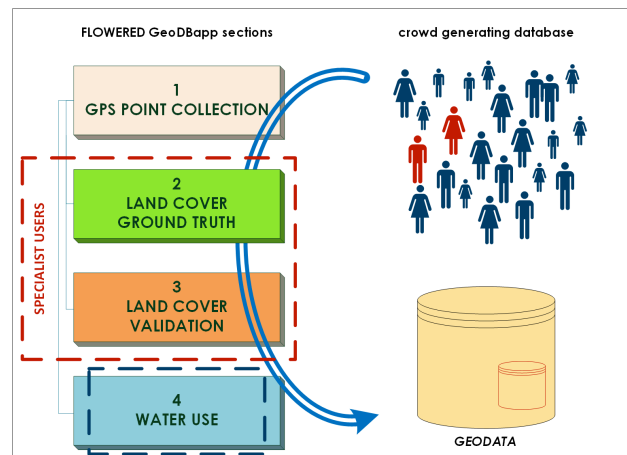 FLOWERED GeoDBapp sections
crowd generating database
1
GPS POINT COLLECTION
2
LAND COVER
GROUND TRUTH
SPECIALIST USERS
3
LAND COVER
VALIDATION
4
WATER USE
GEODATA